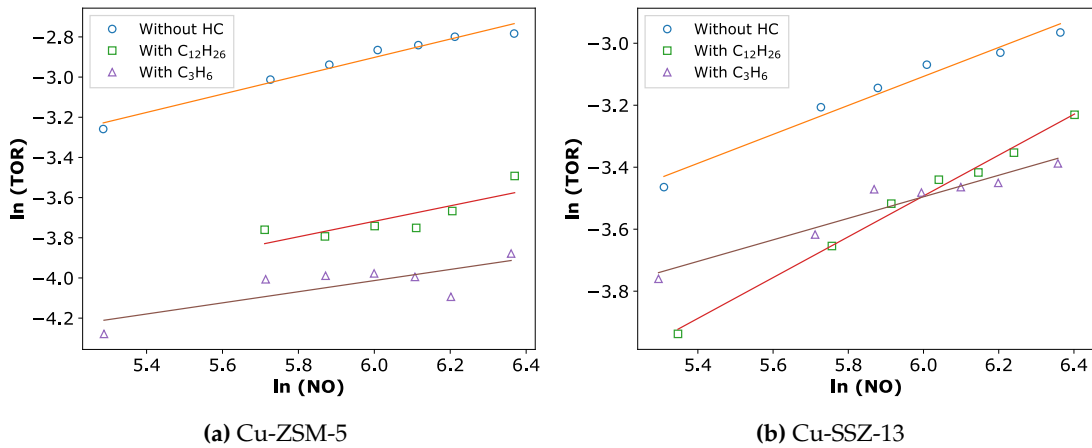 −2.8
−3.0
−3.2
−3.4
−3.6
−3.8
−4.0
−4.2
ln (TOR)
Without HC
With C₁₂H₂₆
With C₃H₆
5.4 5.6 5.8 6.0 6.2 6.4
ln (NO)
(a) Cu-ZSM-5
−3.0
−3.2
−3.4
−3.6
−3.8
ln (TOR)
Without HC
With C₁₂H₂₆
With C₃H₆
5.4 5.6 5.8 6.0 6.2 6.4
ln (NO)
(b) Cu-SSZ-13